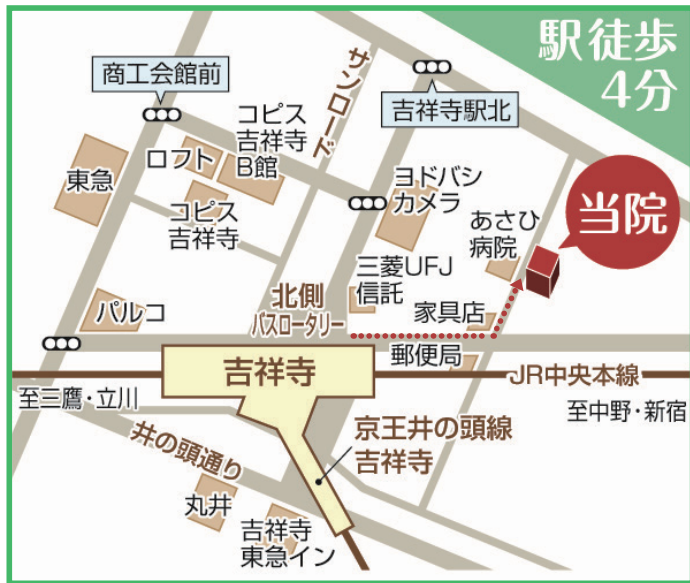 駅徒歩
4分
商工会館前
サンロード
吉祥寺駅北
コピス
吉祥寺
B館
ロフト
東急
コピス
吉祥寺
ヨドバシ
カメラ
あさひ
病院
当院
三菱UFJ
信託
北側
バスロータリー
家具店
パルコ
郵便局
吉祥寺
JR中央本線
至三鷹・立川
至中野・新宿
井の頭通り
京王井の頭線
吉祥寺
丸井
吉祥寺
東急イン